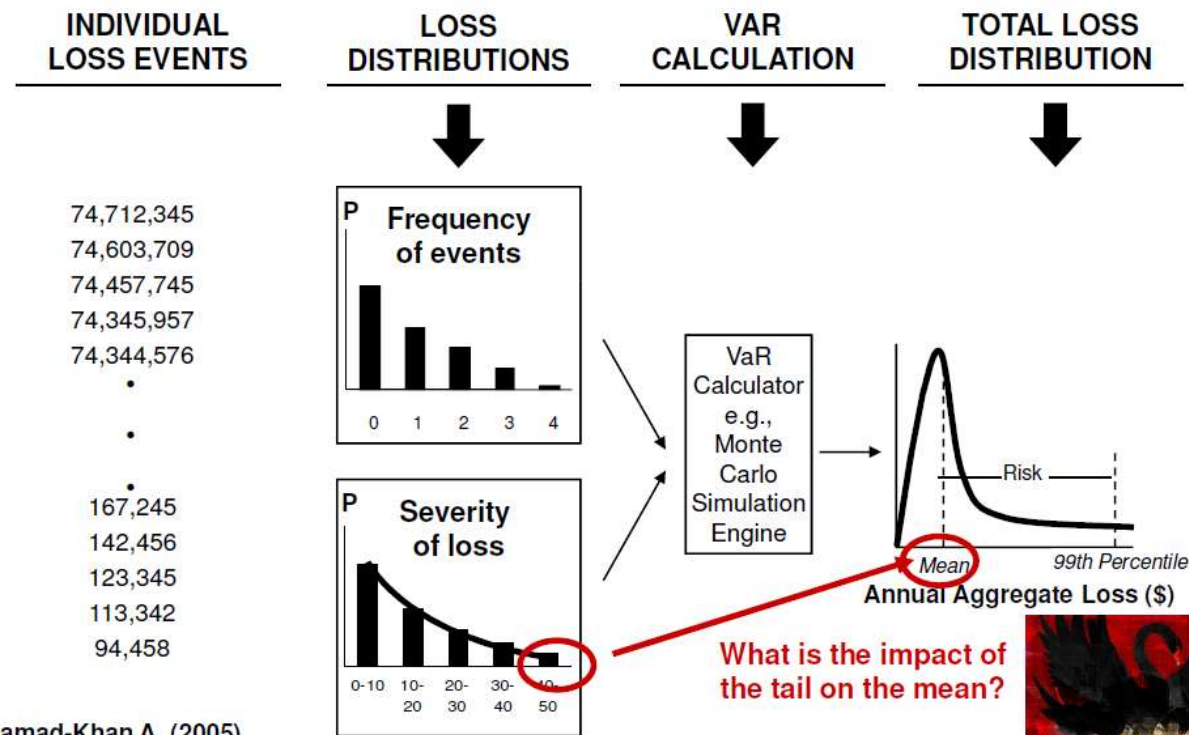 INDIVIDUAL
LOSS EVENTS
LOSS
DISTRIBUTIONS
VAR
CALCULATION
TOTAL LOSS
DISTRIBUTION
74,712,345
74,603,709
74,457,745
74,345,957
74,344,576
•
•
•
167,245
142,456
123,345
113,342
94,458
P
Frequency
of events
0 1 2 3 4
P
Severity
of loss
0-10 10- 20- 30- 40-
20 30 40 50
VaR
Calculator
e.g.,
Monte
Carlo
Simulation
Engine
Risk
Mean 99th Percentile
Annual Aggregate Loss ($)
What is the impact of
the tail on the mean?
amad-Khan A. (2005)